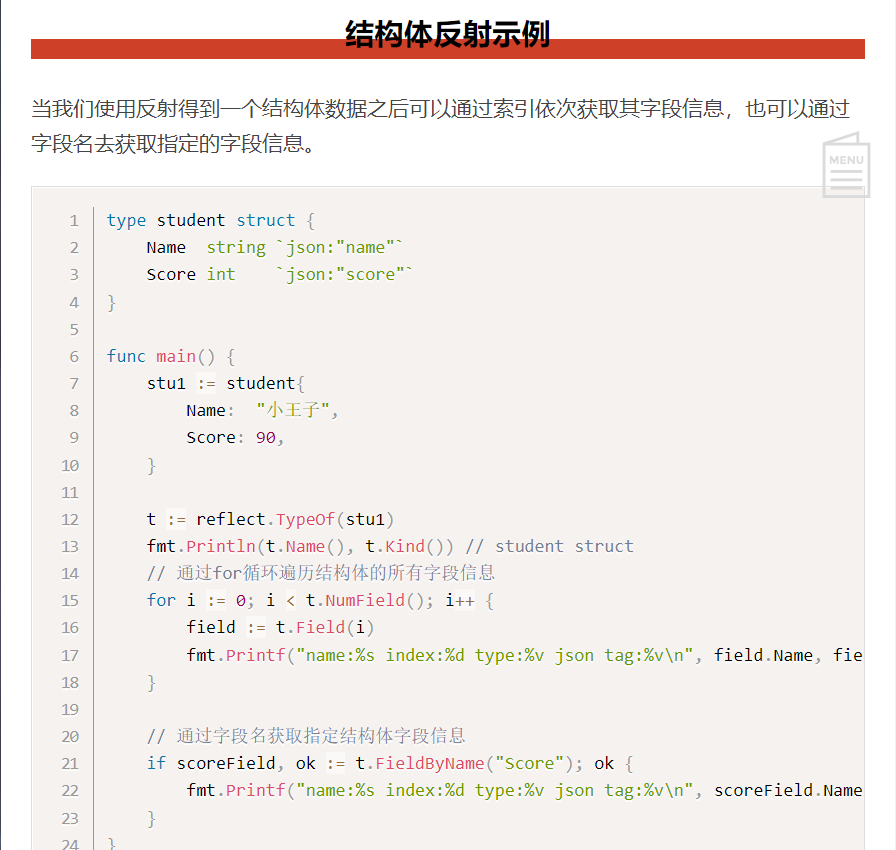 结构体反射示例
当我们使用反射得到一个结构体数据之后可以通过索引依次获取其字段信息，也可以通过
字段名去获取指定的字段信息。
MENU
1 type student struct {
2     Name  string `json:"name"`
3     Score int    `json:"score"`
4 }
5
6 func main() {
7     stu1 := student{
8         Name:  "小王子",
9         Score: 90,
10     }
11
12     t := reflect.TypeOf(stu1)
13     fmt.Println(t.Name(), t.Kind()) // student struct
14     // 通过for循环遍历结构体的所有字段信息
15     for i := 0; i < t.NumField(); i++ {
16         field := t.Field(i)
17         fmt.Printf("name:%s index:%d type:%v json tag:%v\n", field.Name, fie
18     }
19
20     // 通过字段名获取指定结构体字段信息
21     if scoreField, ok := t.FieldByName("Score"); ok {
22         fmt.Printf("name:%s index:%d type:%v json tag:%v\n", scoreField.Name
23     }
24 }